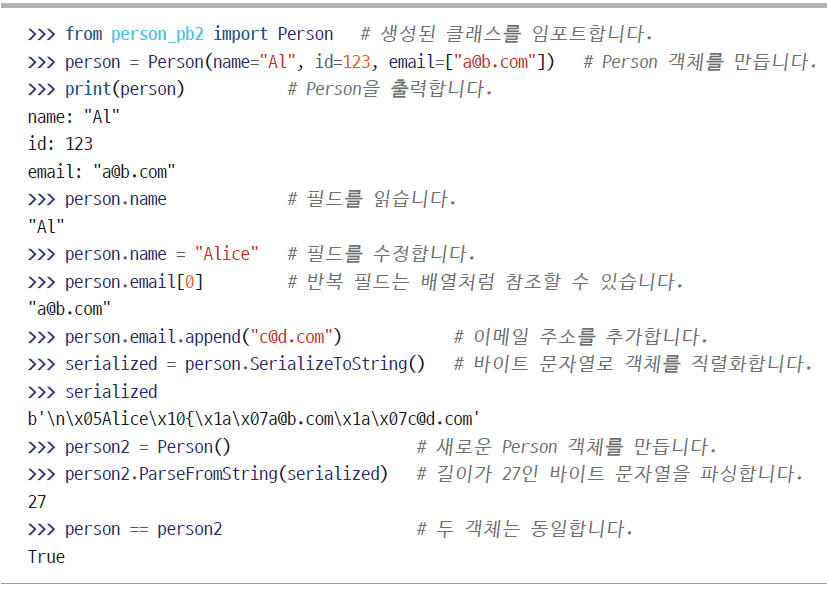 >>> from person_pb2 import Person # 생성된 클래스를 임포트합니다.
>>> person = Person(name="Al", id=123, email=["a@b.com"]) # Person 객체를 만듭니다.
>>> print(person) # Person을 출력합니다.
name: "Al"
id: 123
email: "a@b.com"
>>> person.name # 필드를 읽습니다.
"Al"
>>> person.name = "Alice" # 필드를 수정합니다.
>>> person.email[0] # 반복 필드는 배열처럼 참조할 수 있습니다.
"a@b.com"
>>> person.email.append("c@d.com") # 이메일 주소를 추가합니다.
>>> serialized = person.SerializeToString() # 바이트 문자열로 객체를 직렬화합니다.
>>> serialized
b'\n\x05Alice\x10{\x1a\x07a@b.com\x1a\x07c@d.com'
>>> person2 = Person() # 새로운 Person 객체를 만듭니다.
>>> person2.ParseFromString(serialized) # 길이가 27인 바이트 문자열을 파싱합니다.
27
>>> person == person2 # 두 객체는 동일합니다.
True